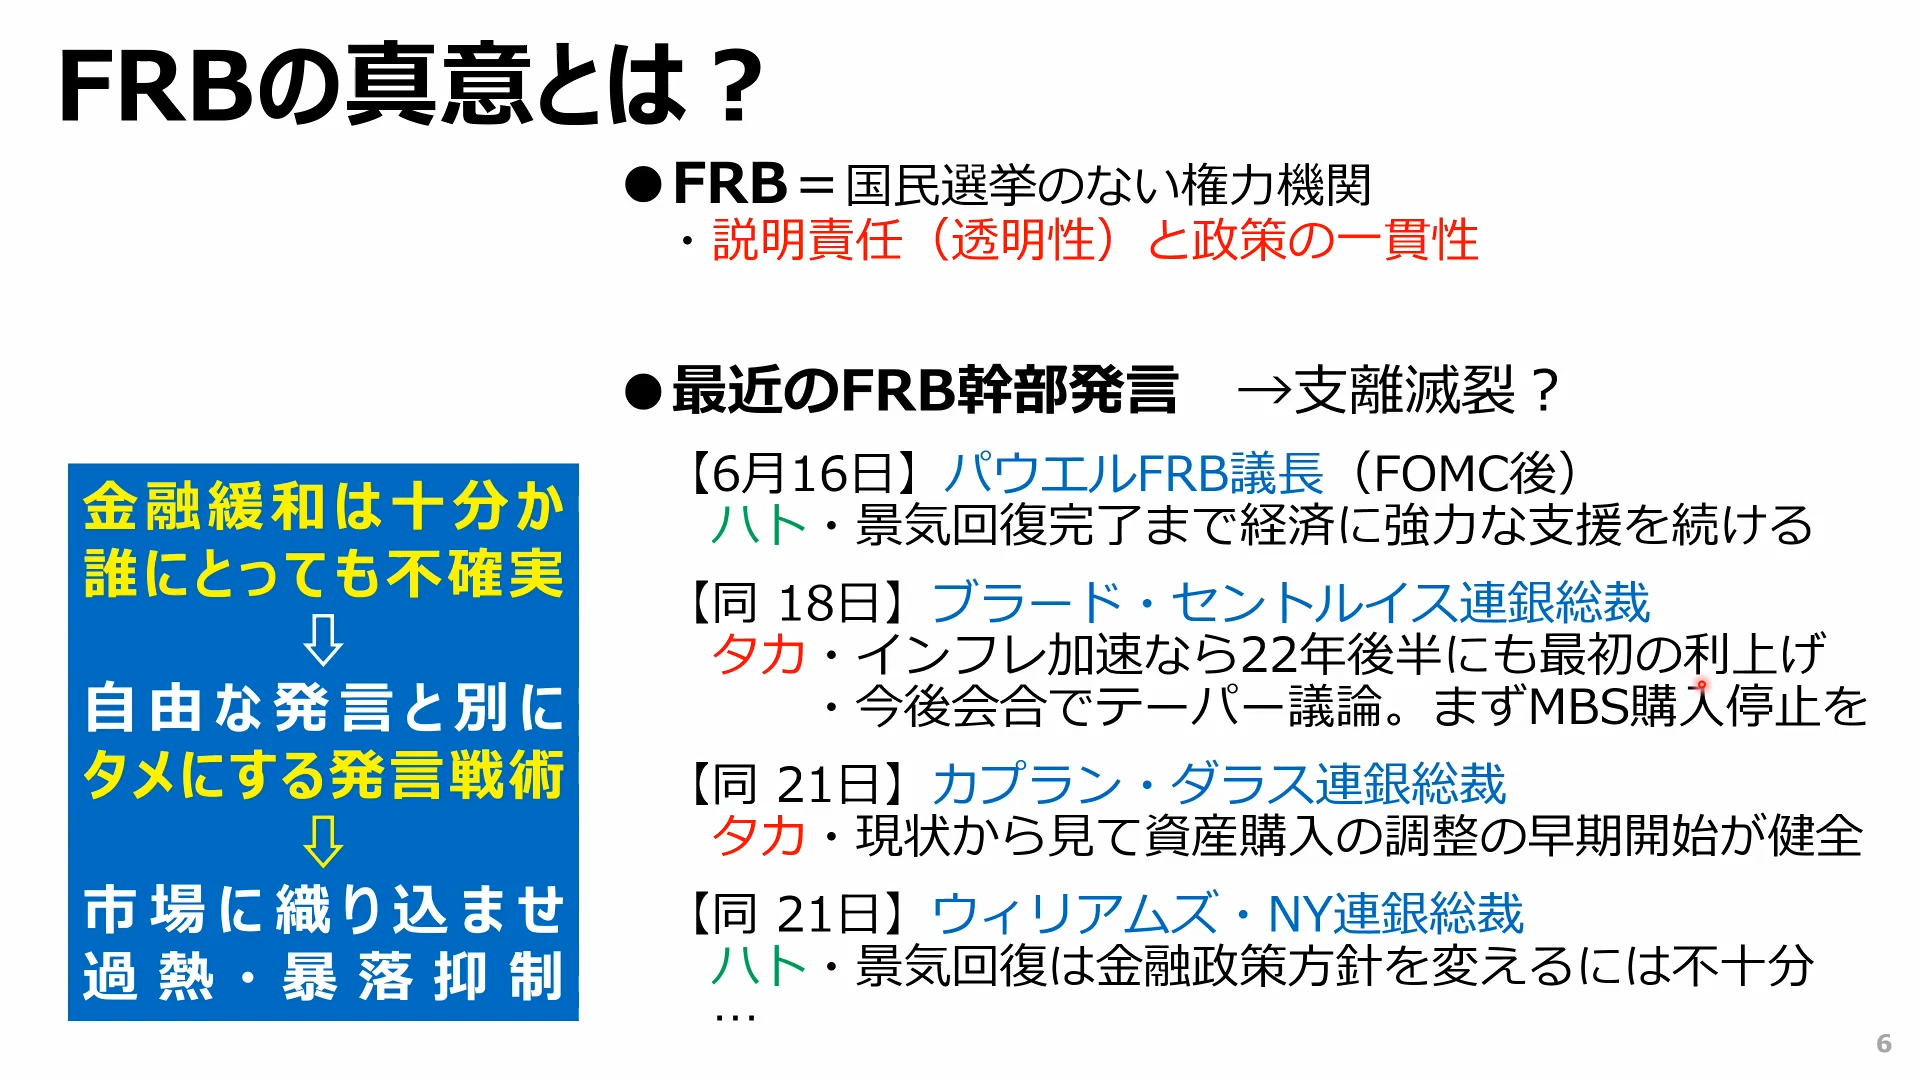 FRBの真意とは？
●FRB＝国民選挙のない権力機関
・説明責任（透明性）と政策の一貫性
●最近のFRB幹部発言　→支離滅裂？
【6月16日】パウエルFRB議長（FOMC後）
ハト・景気回復完了まで経済に強力な支援を続ける
【同 18日】ブラード・セントルイス連銀総裁
タカ・インフレ加速なら22年後半にも最初の利上げ
・今後会合でテーパー議論。まずMBS購入停止を
【同 21日】カプラン・ダラス連銀総裁
タカ・現状から見て資産購入の調整の早期開始が健全
【同 21日】ウィリアムズ・NY連銀総裁
ハト・景気回復は金融政策方針を変えるには不十分
…
金融緩和は十分か
誰にとっても不確実
⇩
自由な発言と別に
タメにする発言戦術
⇩
市場に織り込ませ
過熱・暴落抑制
6